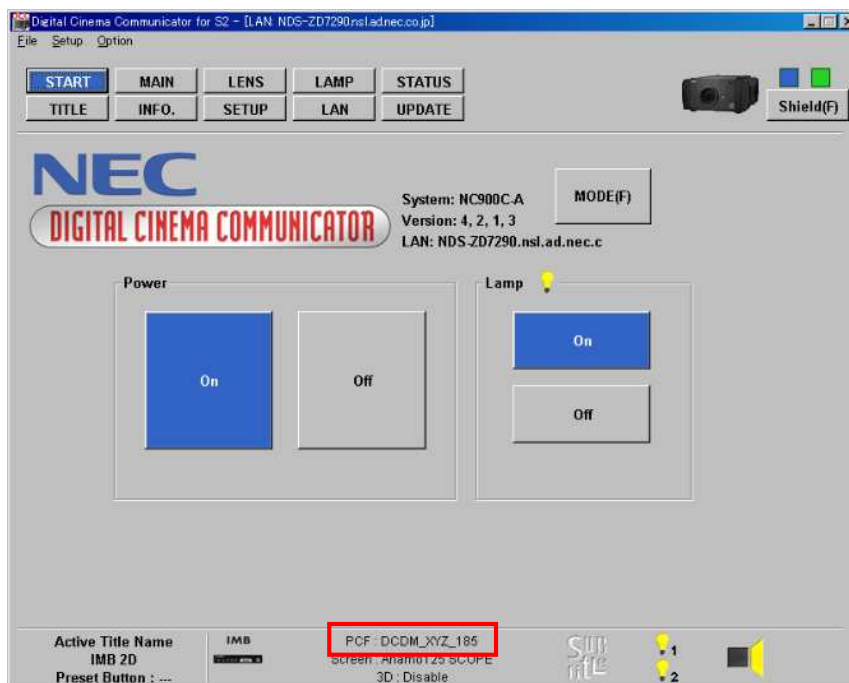 Digital Cinema Communicator for S2 - [LAN: NDS-ZD7290.nsl.ad.nec.co.jp]
File Setup Option
START MAIN LENS LAMP STATUS
TITLE INFO. SETUP LAN UPDATE
Shield(F)
NEC
DIGITAL CINEMA COMMUNICATOR
System: NC900C-A
Version: 4, 2, 1, 3
LAN: NDS-ZD7290.nsl.ad.nec.c
MODE(F)
Power
On
Off
Lamp
On
Off
Active Title Name
IMB 2D
Preset Button : ---
IMB
PCF : DCDM_XYZ_185
Screen : Anamo125 SCOPE
3D : Disable
Sub
title
1
2